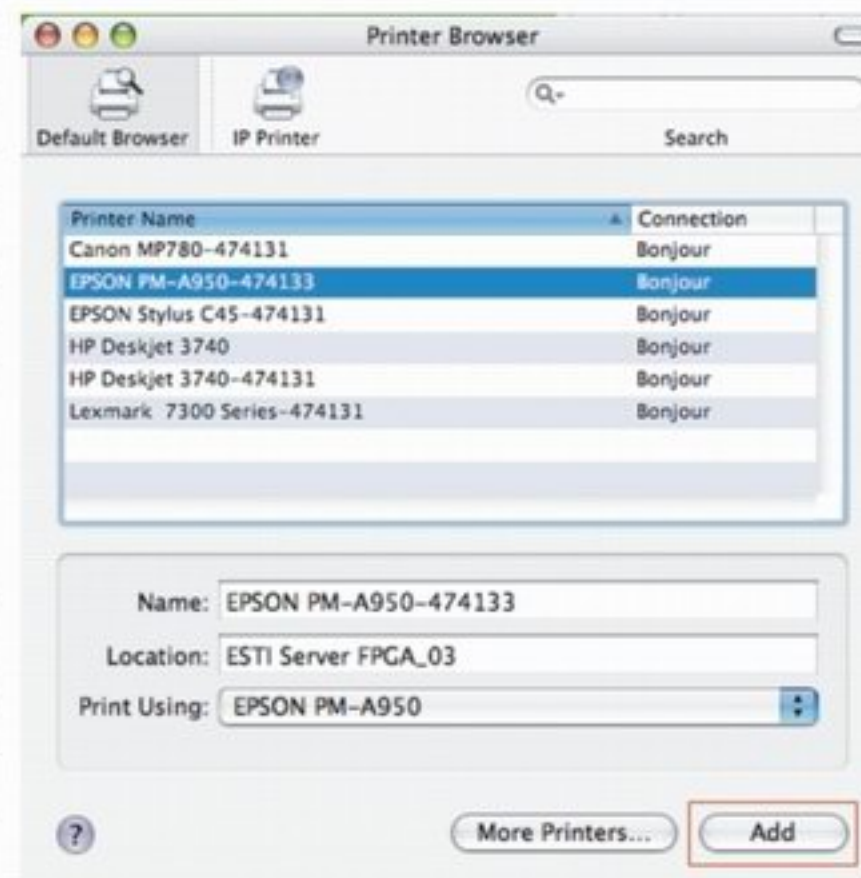 Printer Browser
Default Browser
IP Printer
Search
Printer Name Connection
Canon MP780-474131 Bonjour
EPSON PM-A950-474133 Bonjour
EPSON Stylus C45-474131 Bonjour
HP Deskjet 3740 Bonjour
HP Deskjet 3740-474131 Bonjour
Lexmark 7300 Series-474131 Bonjour
Name: EPSON PM-A950-474133
Location: ESTI Server FPGA_03
Print Using: EPSON PM-A950
? More Printers... Add